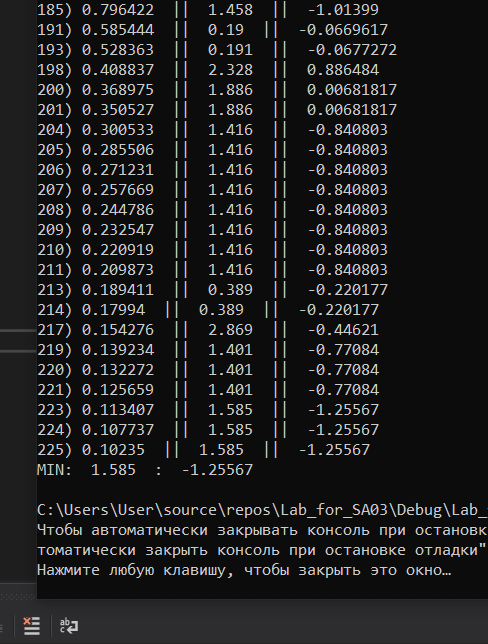 185) 0.796422  ||  1.458  ||  -1.01399
191) 0.585444  ||  0.19  ||  -0.0669617
193) 0.528363  ||  0.191  ||  -0.0677272
198) 0.408837  ||  2.328  ||  0.886484
200) 0.368975  ||  1.886  ||  0.00681817
201) 0.350527  ||  1.886  ||  0.00681817
204) 0.300533  ||  1.416  ||  -0.840803
205) 0.285506  ||  1.416  ||  -0.840803
206) 0.271231  ||  1.416  ||  -0.840803
207) 0.257669  ||  1.416  ||  -0.840803
208) 0.244786  ||  1.416  ||  -0.840803
209) 0.232547  ||  1.416  ||  -0.840803
210) 0.220919  ||  1.416  ||  -0.840803
211) 0.209873  ||  1.416  ||  -0.840803
213) 0.189411  ||  0.389  ||  -0.220177
214) 0.17994  ||  0.389  ||  -0.220177
217) 0.154276  ||  2.869  ||  -0.44621
219) 0.139234  ||  1.401  ||  -0.77084
220) 0.132272  ||  1.401  ||  -0.77084
221) 0.125659  ||  1.401  ||  -0.77084
223) 0.113407  ||  1.585  ||  -1.25567
224) 0.107737  ||  1.585  ||  -1.25567
225) 0.10235  ||  1.585  ||  -1.25567
MIN:  1.585  :  -1.25567
C:\Users\User\source\repos\Lab_for_SA03\Debug\Lab_
Чтобы автоматически закрывать консоль при остановк
томатически закрыть консоль при остановке отладки"
Нажмите любую клавишу, чтобы закрыть это окно…